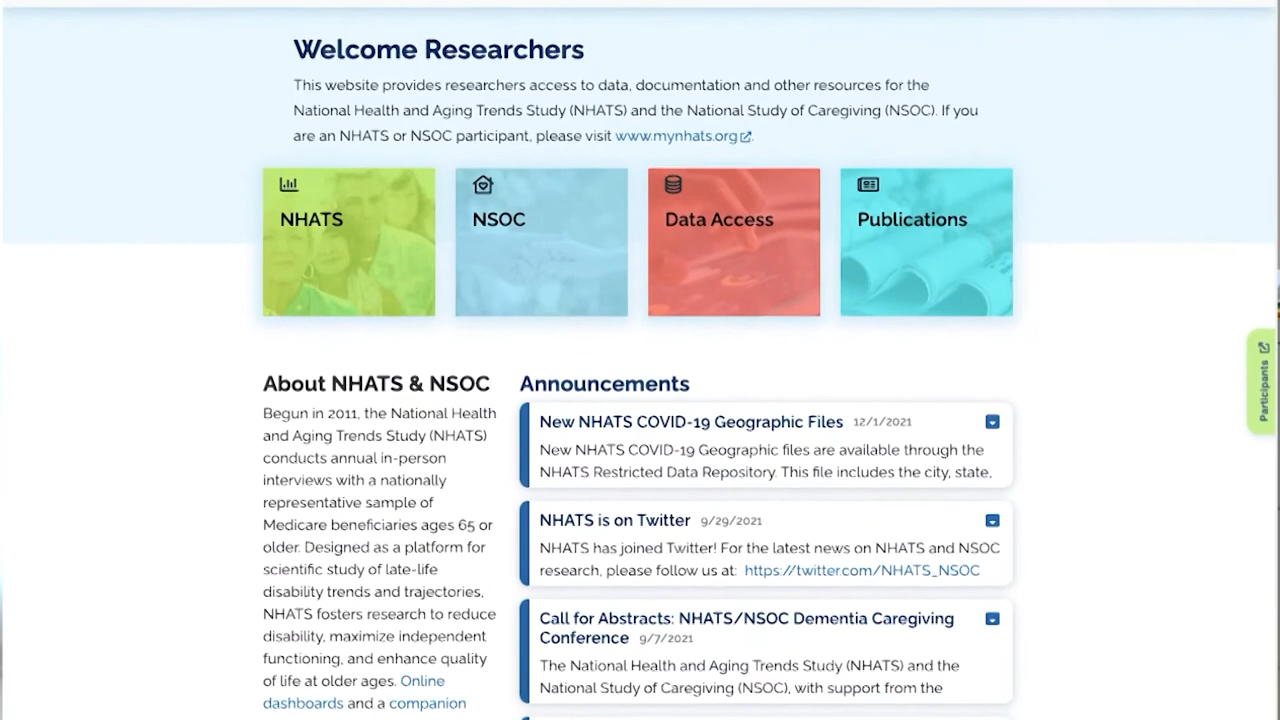 Welcome Researchers
This website provides researchers access to data, documentation and other resources for the
National Health and Aging Trends Study (NHATS) and the National Study of Caregiving (NSOC). If you
are an NHATS or NSOC participant, please visit www.mynhats.org.
NHATS
NSOC
Data Access
Publications
Participants
About NHATS & NSOC
Begun in 2011, the National Health
and Aging Trends Study (NHATS)
conducts annual in-person
interviews with a nationally
representative sample of
Medicare beneficiaries ages 65 or
older. Designed as a platform for
scientific study of late-life
disability trends and trajectories,
NHATS fosters research to reduce
disability, maximize independent
functioning, and enhance quality
of life at older ages. Online
dashboards and a companion
Announcements
New NHATS COVID-19 Geographic Files 12/1/2021
New NHATS COVID-19 Geographic files are available through the
NHATS Restricted Data Repository. This file includes the city, state,
NHATS is on Twitter 9/29/2021
NHATS has joined Twitter! For the latest news on NHATS and NSOC
research, please follow us at: https://twitter.com/NHATS_NSOC
Call for Abstracts: NHATS/NSOC Dementia Caregiving
Conference 9/7/2021
The National Health and Aging Trends Study (NHATS) and the
National Study of Caregiving (NSOC), with support from the